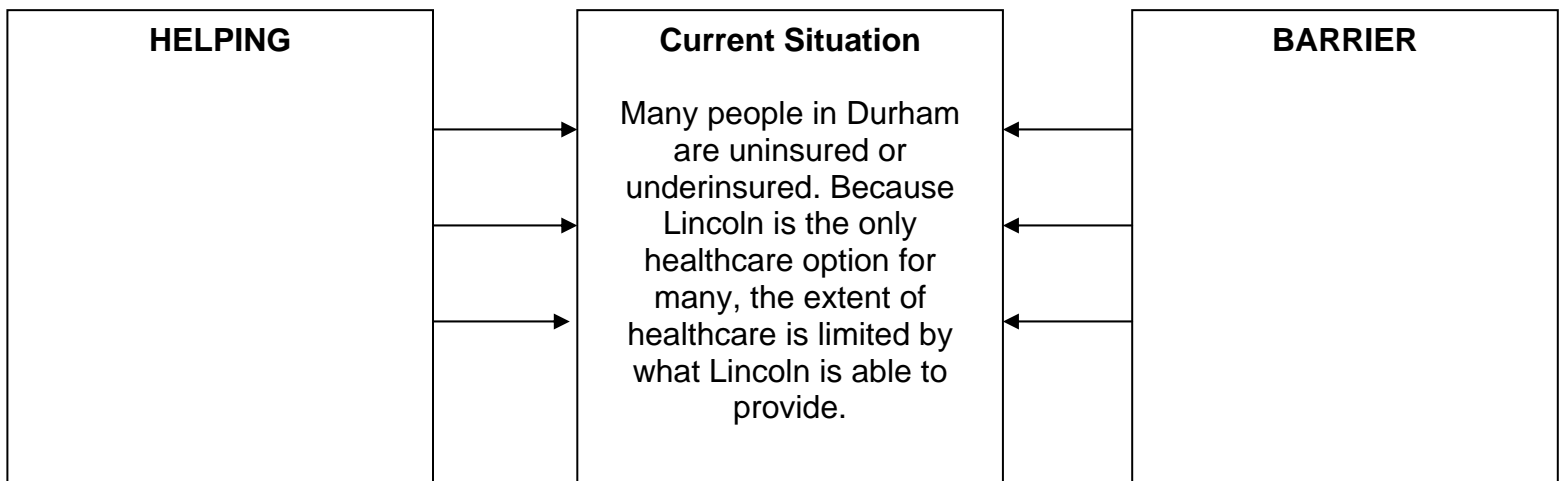 HELPING
Current Situation
Many people in Durham
are uninsured or
underinsured. Because
Lincoln is the only
healthcare option for
many, the extent of
healthcare is limited by
what Lincoln is able to
provide.
BARRIER